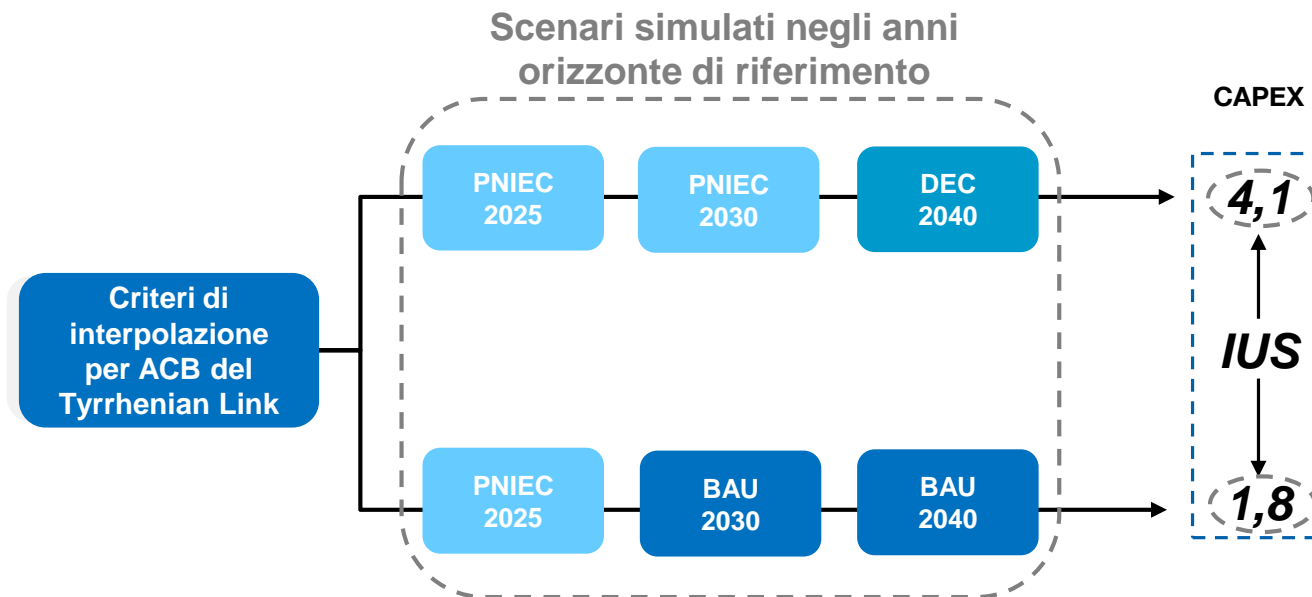 Scenari simulati negli anni
orizzonte di riferimento
CAPEX
PNIEC
2025
PNIEC
2030
DEC
2040
4,1
Criteri di
interpolazione
per ACB del
Tyrrhenian Link
IUS
PNIEC
2025
BAU
2030
BAU
2040
1,8